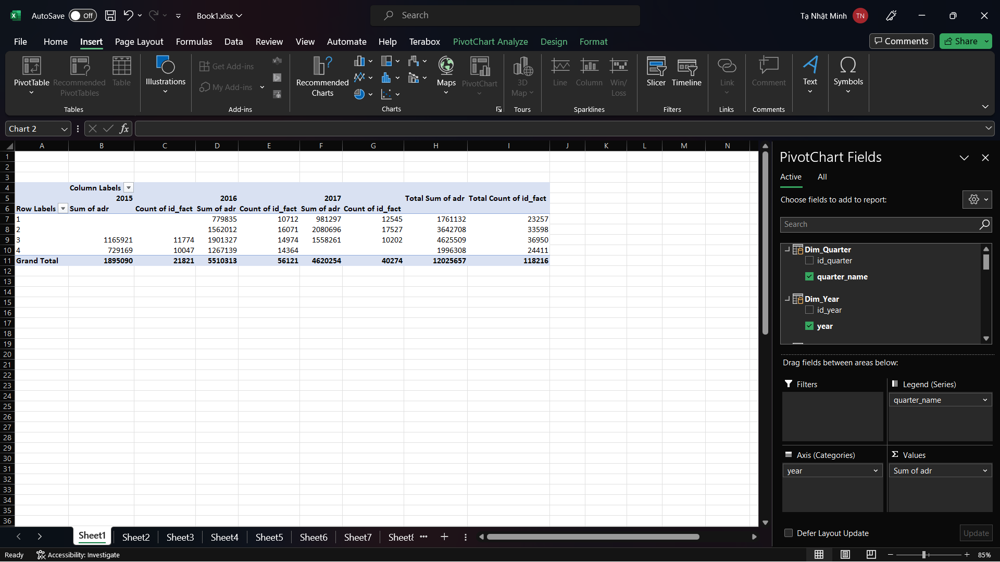 AutoSave Off Book1.xlsx Search Tạ Nhật Minh TN
File Home Insert Page Layout Formulas Data Review View Automate Help Terabox PivotChart Analyze Design Format Comments Share
PivotTable Recommended PivotTables Table Illustrations Get Add-ins My Add-ins Recommended Charts Maps PivotChart 3D Map Line Column Win/Loss Slicer Timeline Link Comment Text Symbols
Tables Add-ins Charts Tours Sparklines Filters Links Comments
Chart 2 fx
A B C D E F G H I J K L M N
1
2
3
4 Column Labels
5 2015 2016 2017 Total Sum of adr Total Count of id_fact
6 Row Labels Sum of adr Count of id_fact Sum of adr Count of id_fact Sum of adr Count of id_fact
7 1 779835 10712 981297 12545 1761132 23257
8 2 1562012 16071 2080696 17527 3642708 33598
9 3 1165921 11774 1901327 14974 1558261 10202 4625509 36950
10 4 729169 10047 1267139 14364 1996308 24411
11 Grand Total 1895090 21821 5510313 56121 4620254 40274 12025657 118216
12
13
14
15
16
17
18
19
20
21
22
23
24
25
26
27
28
29
30
31
32
33
34
35
36
PivotChart Fields
Active All
Choose fields to add to report:
Search
Dim_Quarter
id_quarter
quarter_name
Dim_Year
id_year
year
Drag fields between areas below:
Filters Legend (Series)
quarter_name
Axis (Categories) Σ Values
year Sum of adr
Defer Layout Update Update
Sheet1 Sheet2 Sheet3 Sheet4 Sheet5 Sheet6 Sheet7 Sheet8 ...
Ready Accessibility: Investigate 85%